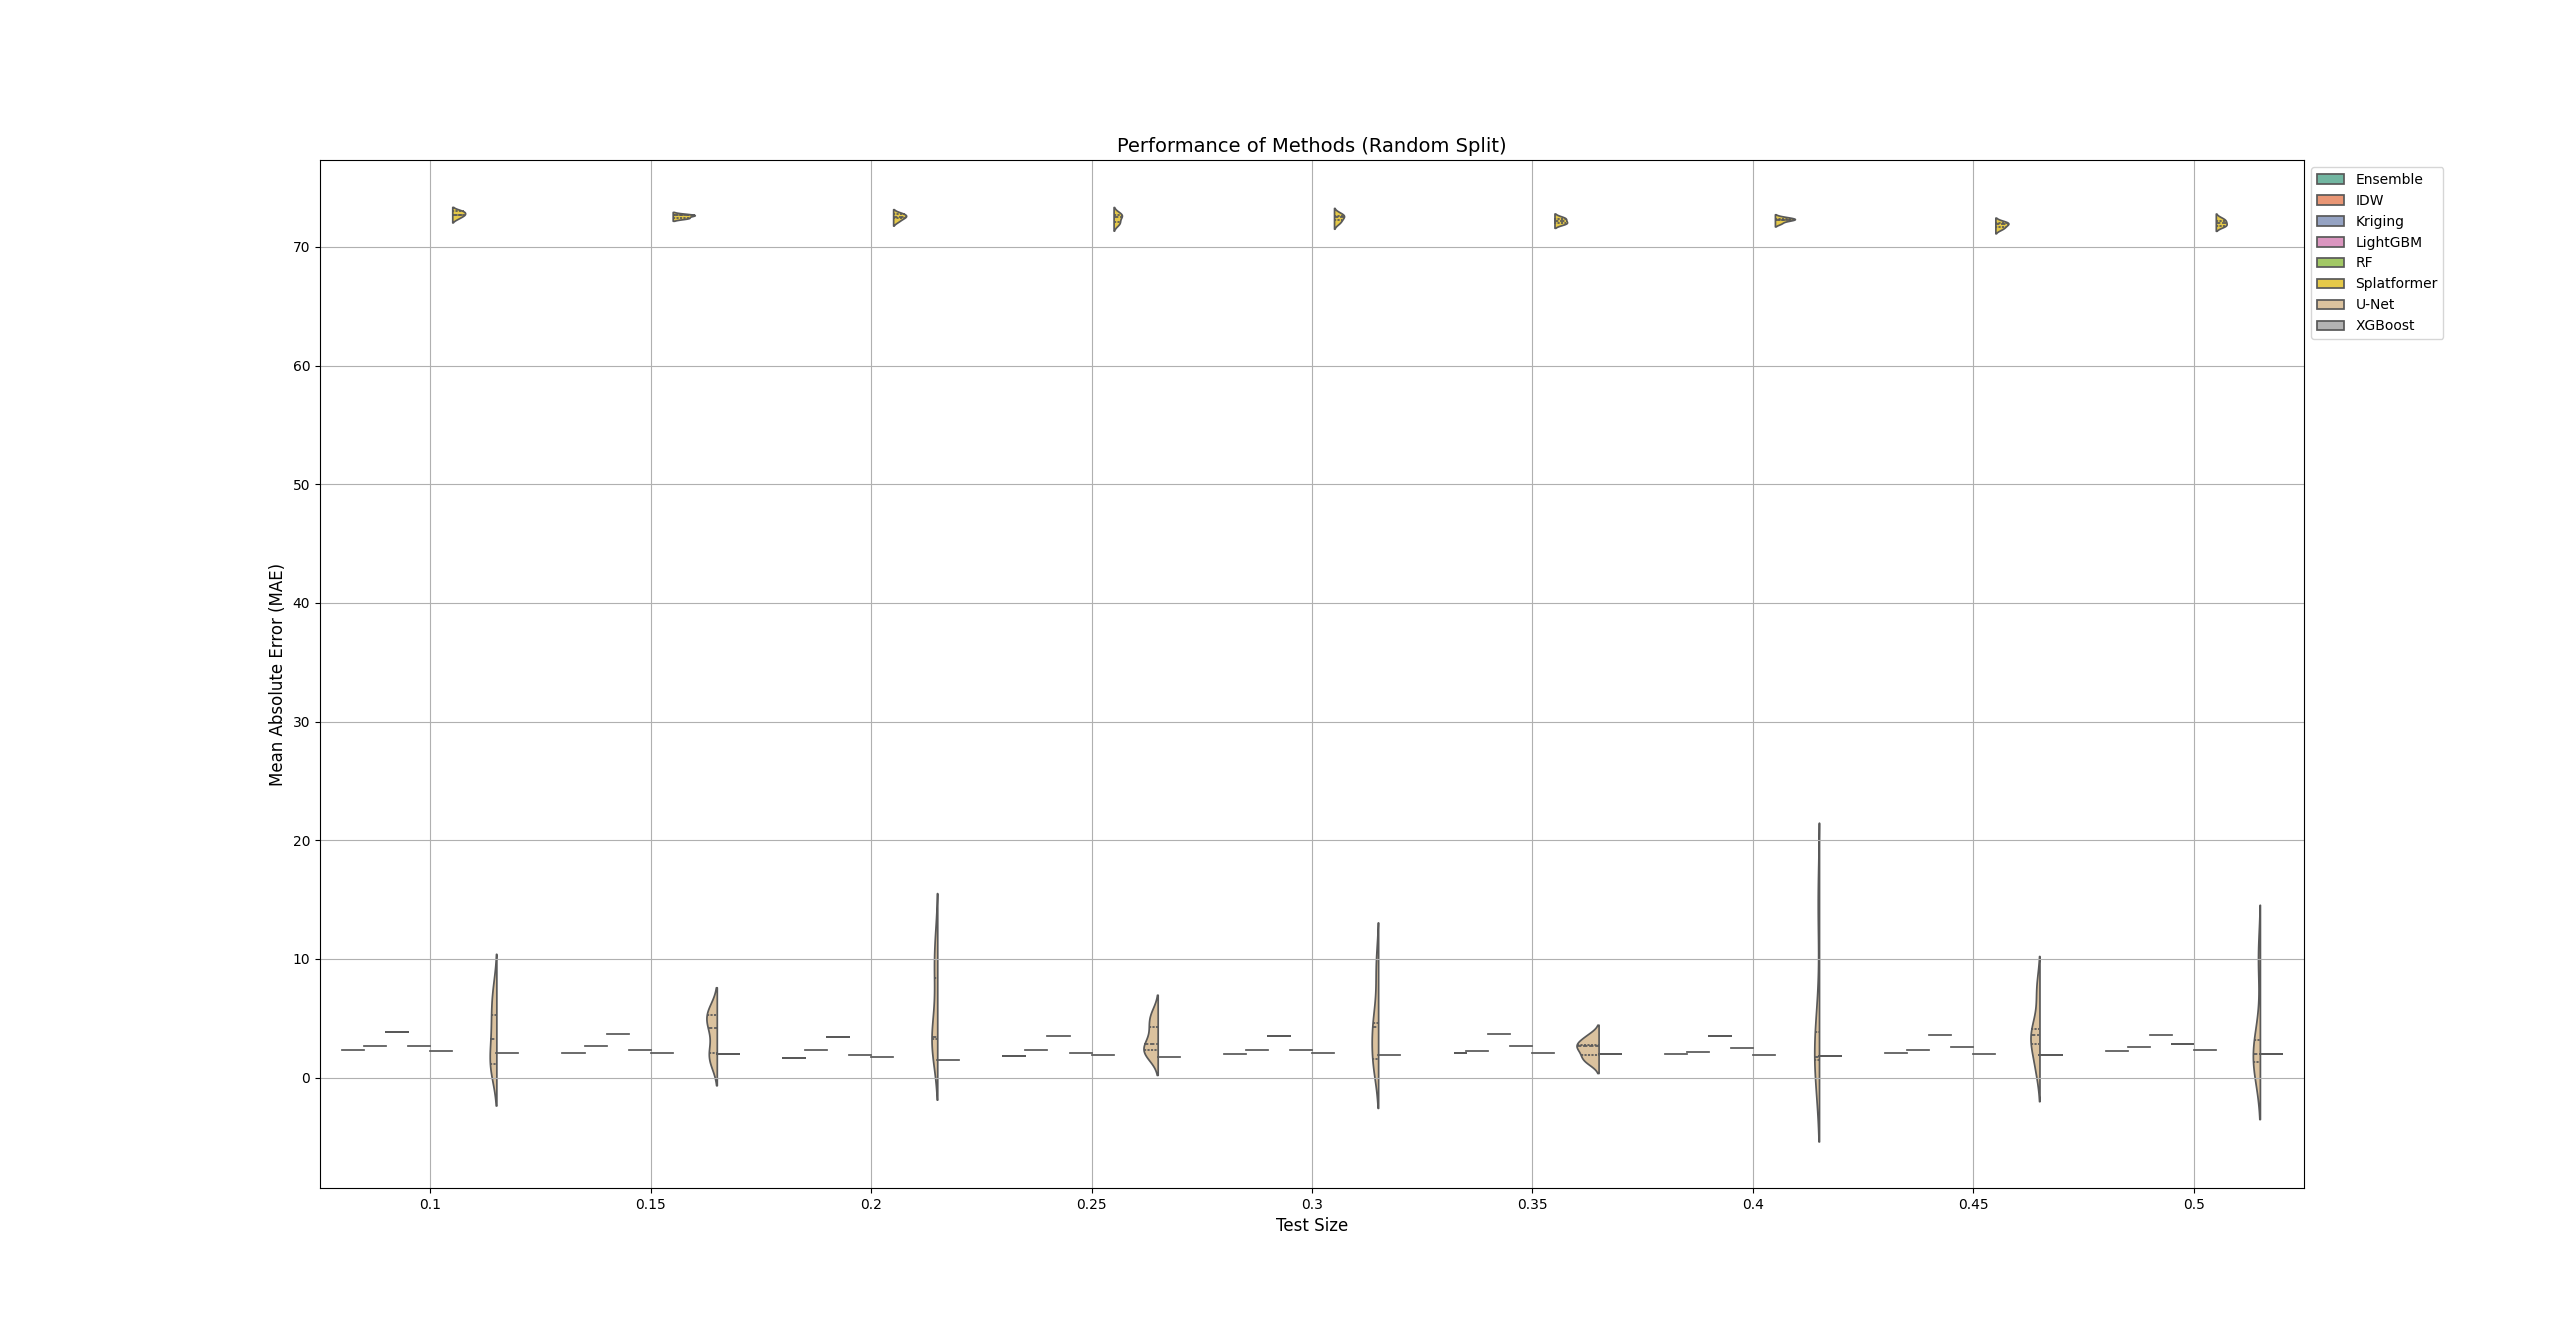 Performance of Methods (Random Split)
Ensemble
IDW
Kriging
LightGBM
RF
Splatformer
U-Net
XGBoost
Mean Absolute Error (MAE)
70
60
50
40
30
20
10
0
0.1 0.15 0.2 0.25 0.3 0.35 0.4 0.45 0.5
Test Size